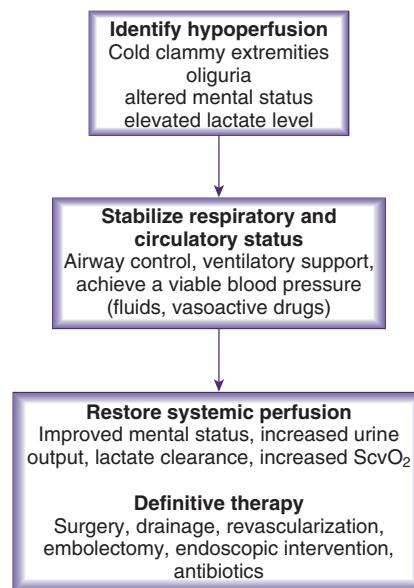 Identify hypoperfusion
Cold clammy extremities
oliguria
altered mental status
elevated lactate level
Stabilize respiratory and
circulatory status
Airway control, ventilatory support,
achieve a viable blood pressure
(fluids, vasoactive drugs)
Restore systemic perfusion
Improved mental status, increased urine
output, lactate clearance, increased ScvO₂
Definitive therapy
Surgery, drainage, revascularization,
embolectomy, endoscopic intervention,
antibiotics